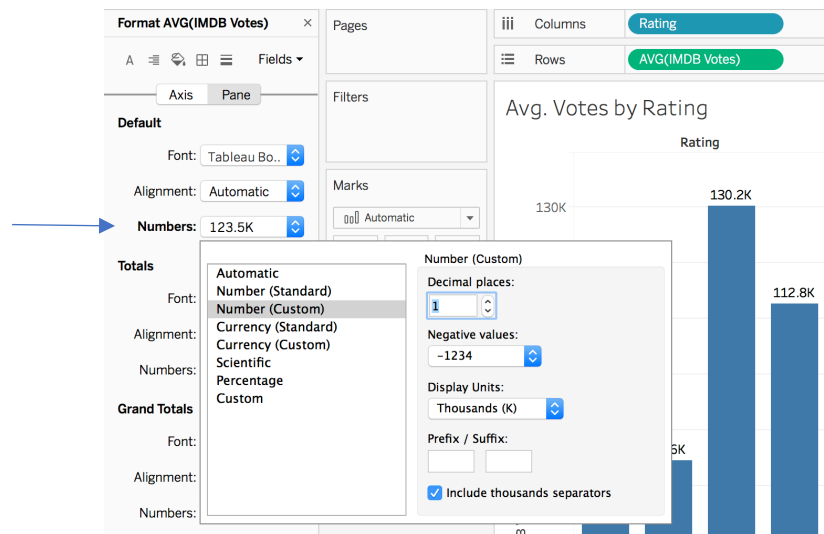 Format AVG(IMDB Votes) ×
A Fields
Axis Pane
Default
Font: Tableau Bo..
Alignment: Automatic
Numbers: 123.5K
Totals
Font:
Alignment:
Numbers:
Grand Totals
Font:
Alignment:
Numbers:
Pages
Filters
Marks
Automatic
iii Columns Rating
Rows AVG(IMDB Votes)
Avg. Votes by Rating
Rating
130K
130.2K
112.8K
6K
Automatic
Number (Standard)
Number (Custom)
Currency (Standard)
Currency (Custom)
Scientific
Percentage
Custom
Number (Custom)
Decimal places:
1
Negative values:
-1234
Display Units:
Thousands (K)
Prefix / Suffix:
Include thousands separators